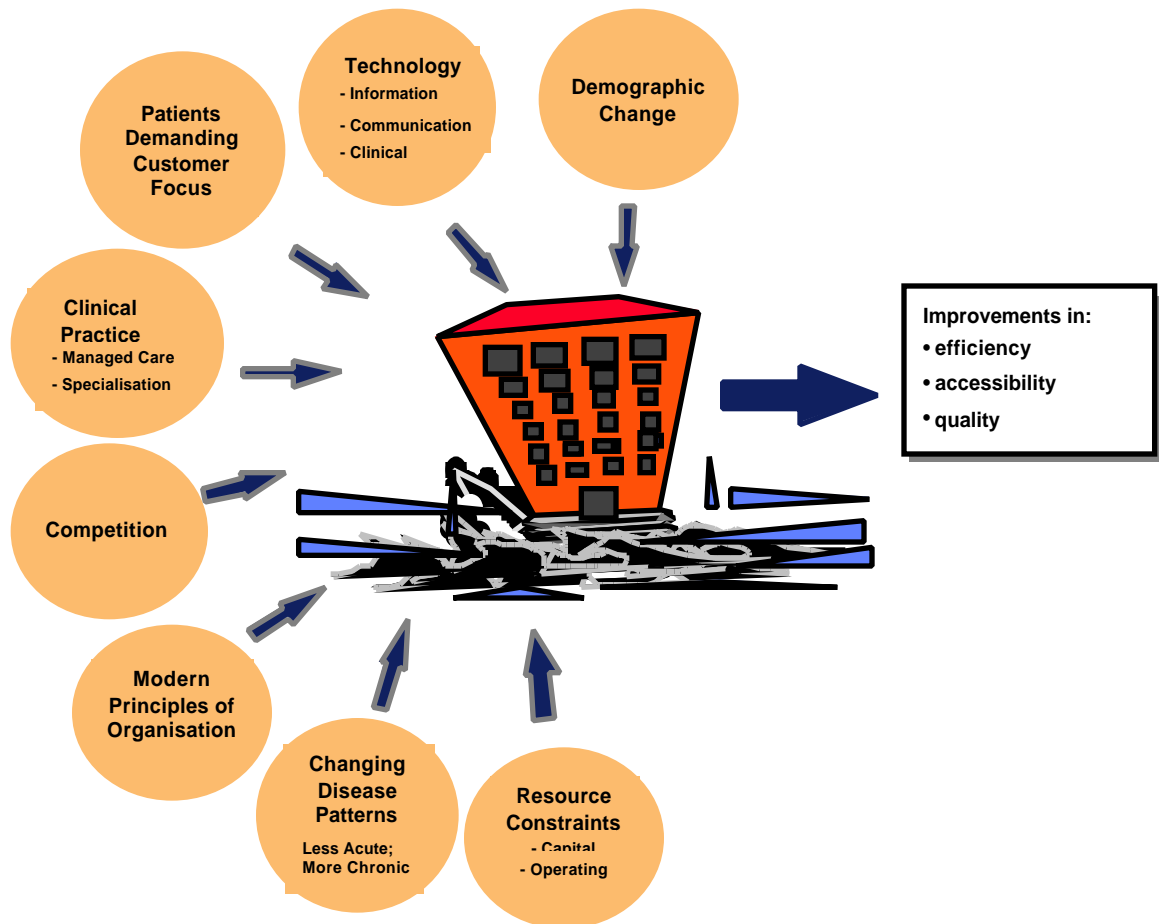 Technology
- Information
- Communication
- Clinical
Demographic
Change
Patients
Demanding
Customer
Focus
Clinical
Practice
- Managed Care
- Specialisation
Improvements in:
• efficiency
• accessibility
• quality
Competition
Modern
Principles of
Organisation
Changing
Disease
Patterns
Less Acute;
More Chronic
Resource
Constraints
- Capital
- Operating